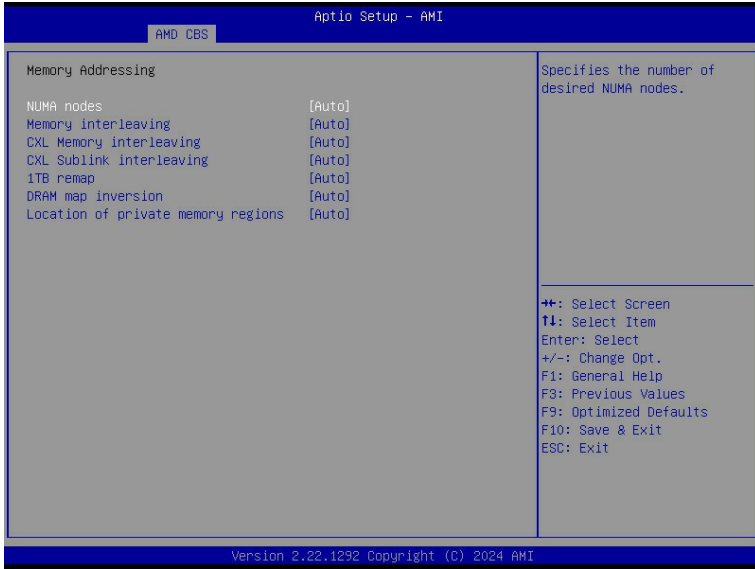 Aptio Setup – AMI
AMD CBS
Memory Addressing
NUMA nodes [Auto]
Memory interleaving [Auto]
CXL Memory interleaving [Auto]
CXL Sublink interleaving [Auto]
1TB remap [Auto]
DRAM map inversion [Auto]
Location of private memory regions [Auto]
Specifies the number of
desired NUMA nodes.
→←: Select Screen
↑↓: Select Item
Enter: Select
+/-: Change Opt.
F1: General Help
F3: Previous Values
F9: Optimized Defaults
F10: Save & Exit
ESC: Exit
Version 2.22.1292 Copyright (C) 2024 AMI